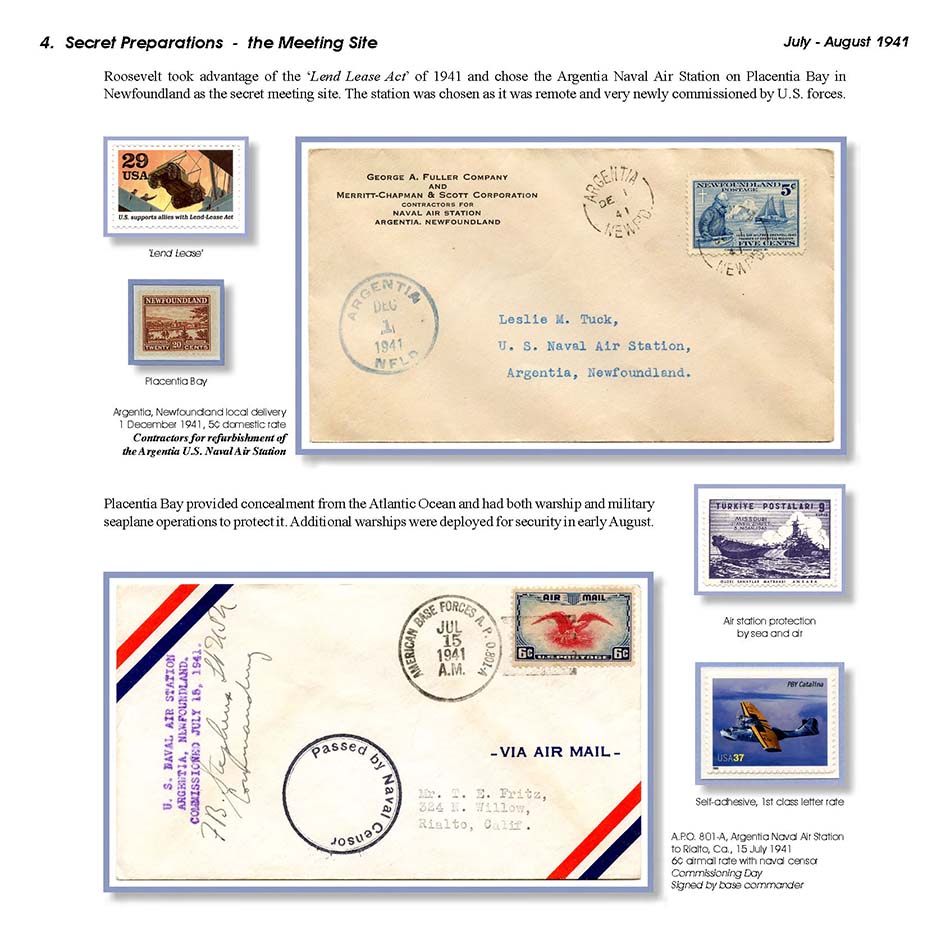 4. Secret Preparations - the Meeting Site
July - August 1941
Roosevelt took advantage of the ‘Lend Lease Act’ of 1941 and chose the Argentia Naval Air Station on Placentia Bay in
Newfoundland as the secret meeting site. The station was chosen as it was remote and very newly commissioned by U.S. forces.
29
USA
U.S. supports allies with Lend-Lease Act
‘Lend Lease’
NEWFOUNDLAND
TWENTY 20 CENTS
Placentia Bay
Argentia, Newfoundland local delivery
1 December 1941, 5¢ domestic rate
Contractors for refurbishment of
the Argentia U.S. Naval Air Station
GEORGE A. FULLER COMPANY
AND
MERRITT-CHAPMAN & SCOTT CORPORATION
CONTRACTORS FOR
NAVAL AIR STATION
ARGENTIA, NEWFOUNDLAND
ARGENTIA
DE 1
41
NEWF'D.
NEWFOUNDLAND 5¢
POSTAGE
FIVE CENTS
41
NEWF'D
ARGENTIA
DEC
1
1941
NFLD
Leslie M. Tuck,
U. S. Naval Air Station,
Argentia, Newfoundland.
Placentia Bay provided concealment from the Atlantic Ocean and had both warship and military
seaplane operations to protect it. Additional warships were deployed for security in early August.
TÜRKİYE POSTALARI 9
MISSOURI
ANKARA
Air station protection
by sea and air
PBY Catalina
USA37
Self-adhesive, 1st class letter rate
U. S. NAVAL AIR STATION
ARGENTIA, NEWFOUNDLAND.
COMMISSIONED JULY 15, 1941.
Commanding
AMERICAN BASE FORCES A. P. O. 801-A
JUL
15
1941
A.M.
AIR MAIL
6¢ U.S. POSTAGE 6¢
Passed by Naval Censor
-VIA AIR MAIL-
Mr. T. E. Fritz,
324 N. Willow,
Rialto, Calif.
A.P.O. 801-A, Argentia Naval Air Station
to Rialto, Ca., 15 July 1941
6¢ airmail rate with naval censor
Commissioning Day
Signed by base commander